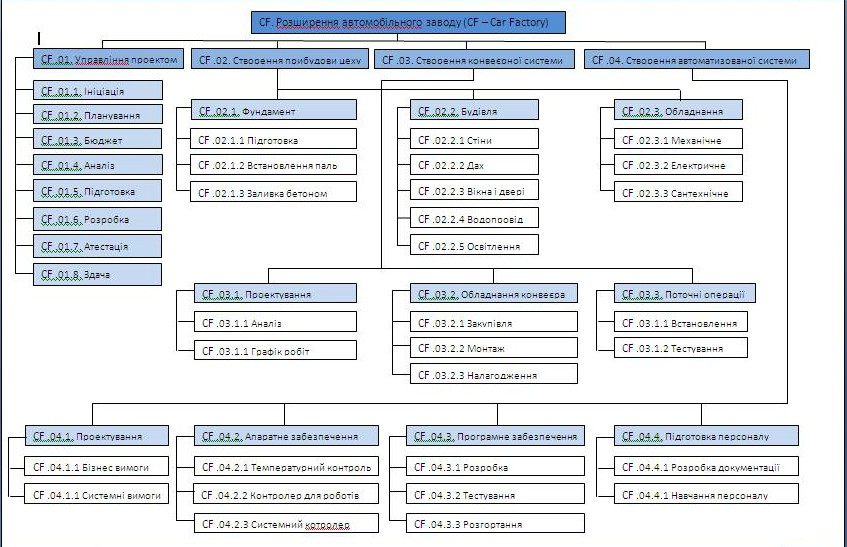 CF. Розширення автомобільного заводу (CF – Car Factory)
CF .01. Управління проектом
CF .02. Створення прибудови цеху
CF .03. Створення конвеєрної системи
CF .04. Створення автоматизованої системи
CF .01.1. Ініціація
CF .01.2. Планування
CF .01.3. Бюджет
CF .01.4. Аналіз
CF .01.5. Підготовка
CF .01.6. Розробка
CF .01.7. Атестація
CF .01.8. Здача
CF .02.1. Фундамент
CF .02.1.1 Підготовка
CF .02.1.2 Встановлення паль
CF .02.1.3 Заливка бетоном
CF .02.2. Будівля
CF .02.2.1 Стіни
CF .02.2.2 Дах
CF .02.2.3 Вікна і двері
CF .02.2.4 Водопровід
CF .02.2.5 Освітлення
CF .02.3. Обладнання
CF .02.3.1 Механічне
CF .02.3.2 Електричне
CF .02.3.3 Сантехнічне
CF .03.1. Проектування
CF .03.1.1 Аналіз
CF .03.1.1 Графік робіт
CF .03.2. Обладнання конвеєра
CF .03.2.1 Закупівля
CF .03.2.2 Монтаж
CF .03.2.3 Налагодження
CF .03.3. Поточні операції
CF .03.1.1 Встановлення
CF .03.1.2 Тестування
CF .04.1. Проектування
CF .04.1.1 Бізнес вимоги
CF .04.1.1 Системні вимоги
CF .04.2. Апаратне забезпечення
CF .04.2.1 Температурний контроль
CF .04.2.2 Контролер для роботів
CF .04.2.3 Системний котролер
CF .04.3. Програмне забезпечення
CF .04.3.1 Розробка
CF .04.3.2 Тестування
CF .04.3.3 Розгортання
CF .04.4. Підготовка персоналу
CF .04.4.1 Розробка документації
CF .04.4.1 Навчання персоналу